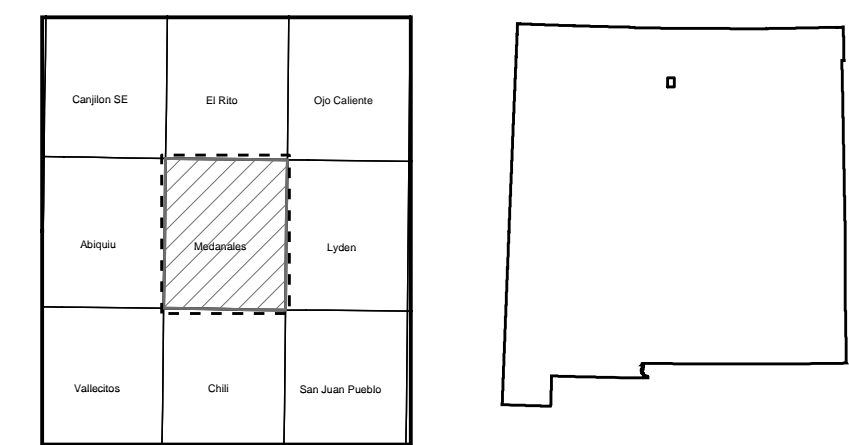 Canjilon SE
El Rito
Ojo Caliente
Abiquiu
Medanales
Lyden
Vallecitos
Chili
San Juan Pueblo